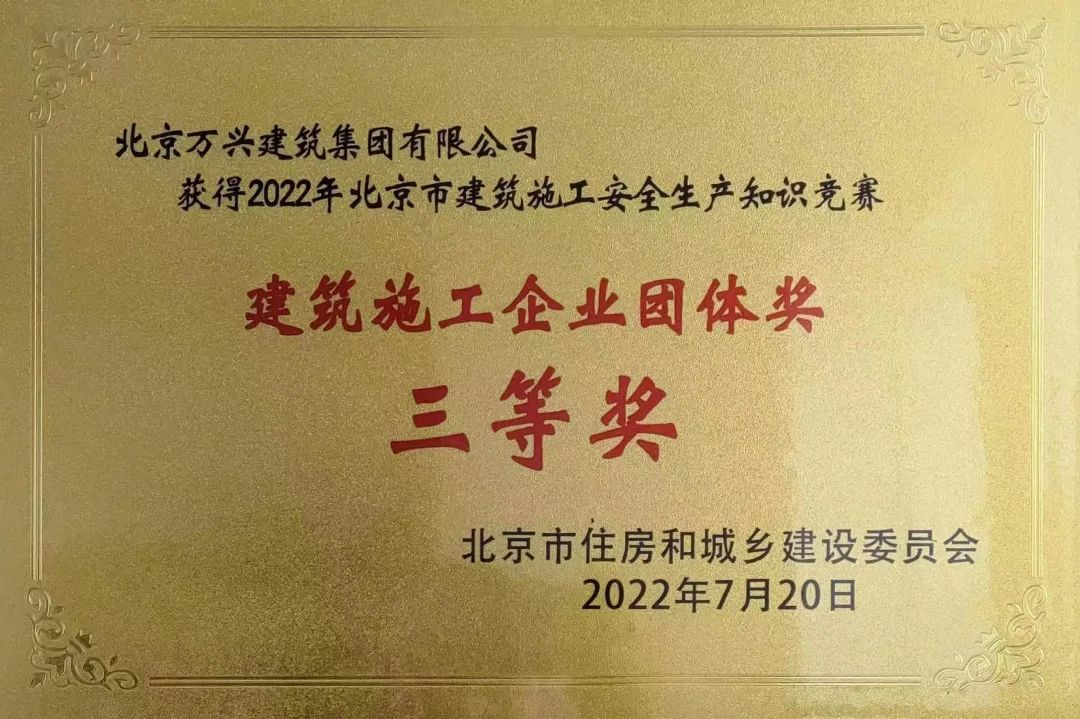 北京万兴建筑集团有限公司
获得2022年北京市建筑施工安全生产知识竞赛
建筑施工企业团体奖
三等奖
北京市住房和城乡建设委员会
2022年7月20日